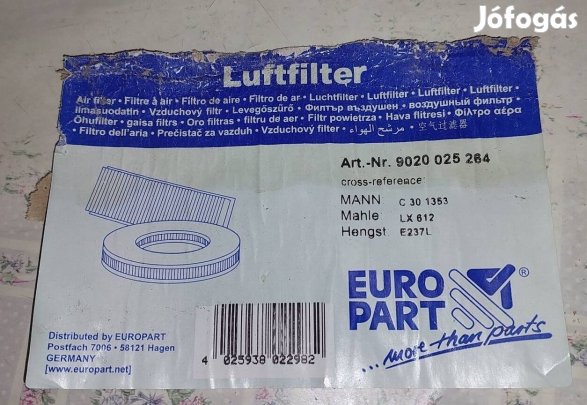 Jófogás
Luftfilter
Air filter • Filtre à air • Filtro de aire • Filtro de ar • Luchtfilter • Luftfilter • Luftfilter • Luftfilter
Ilmasuodatin • Vzduchový filtr • Levegőszűrő • Филтър въздушен • воздушный фильтр •
Õhufilter • gaisa filtrs • Oro filtras • filtru de aer • Filtr powietrza • Hava filtresi • Φίλτρο αέρα
• Filtro dell'aria • Prečistač za vazduh • Vzduchový filter • مرشح الهواء • 空气过滤器
Art.-Nr. 9020 025 264
cross-reference:
MANN C 30 1353
Mahle LX 612
Hengst E237L
EURO
PART ®
...more than parts
Distributed by EUROPART
Postfach 7006 • 58121 Hagen
GERMANY
[www.europart.net]
4 025938 022982